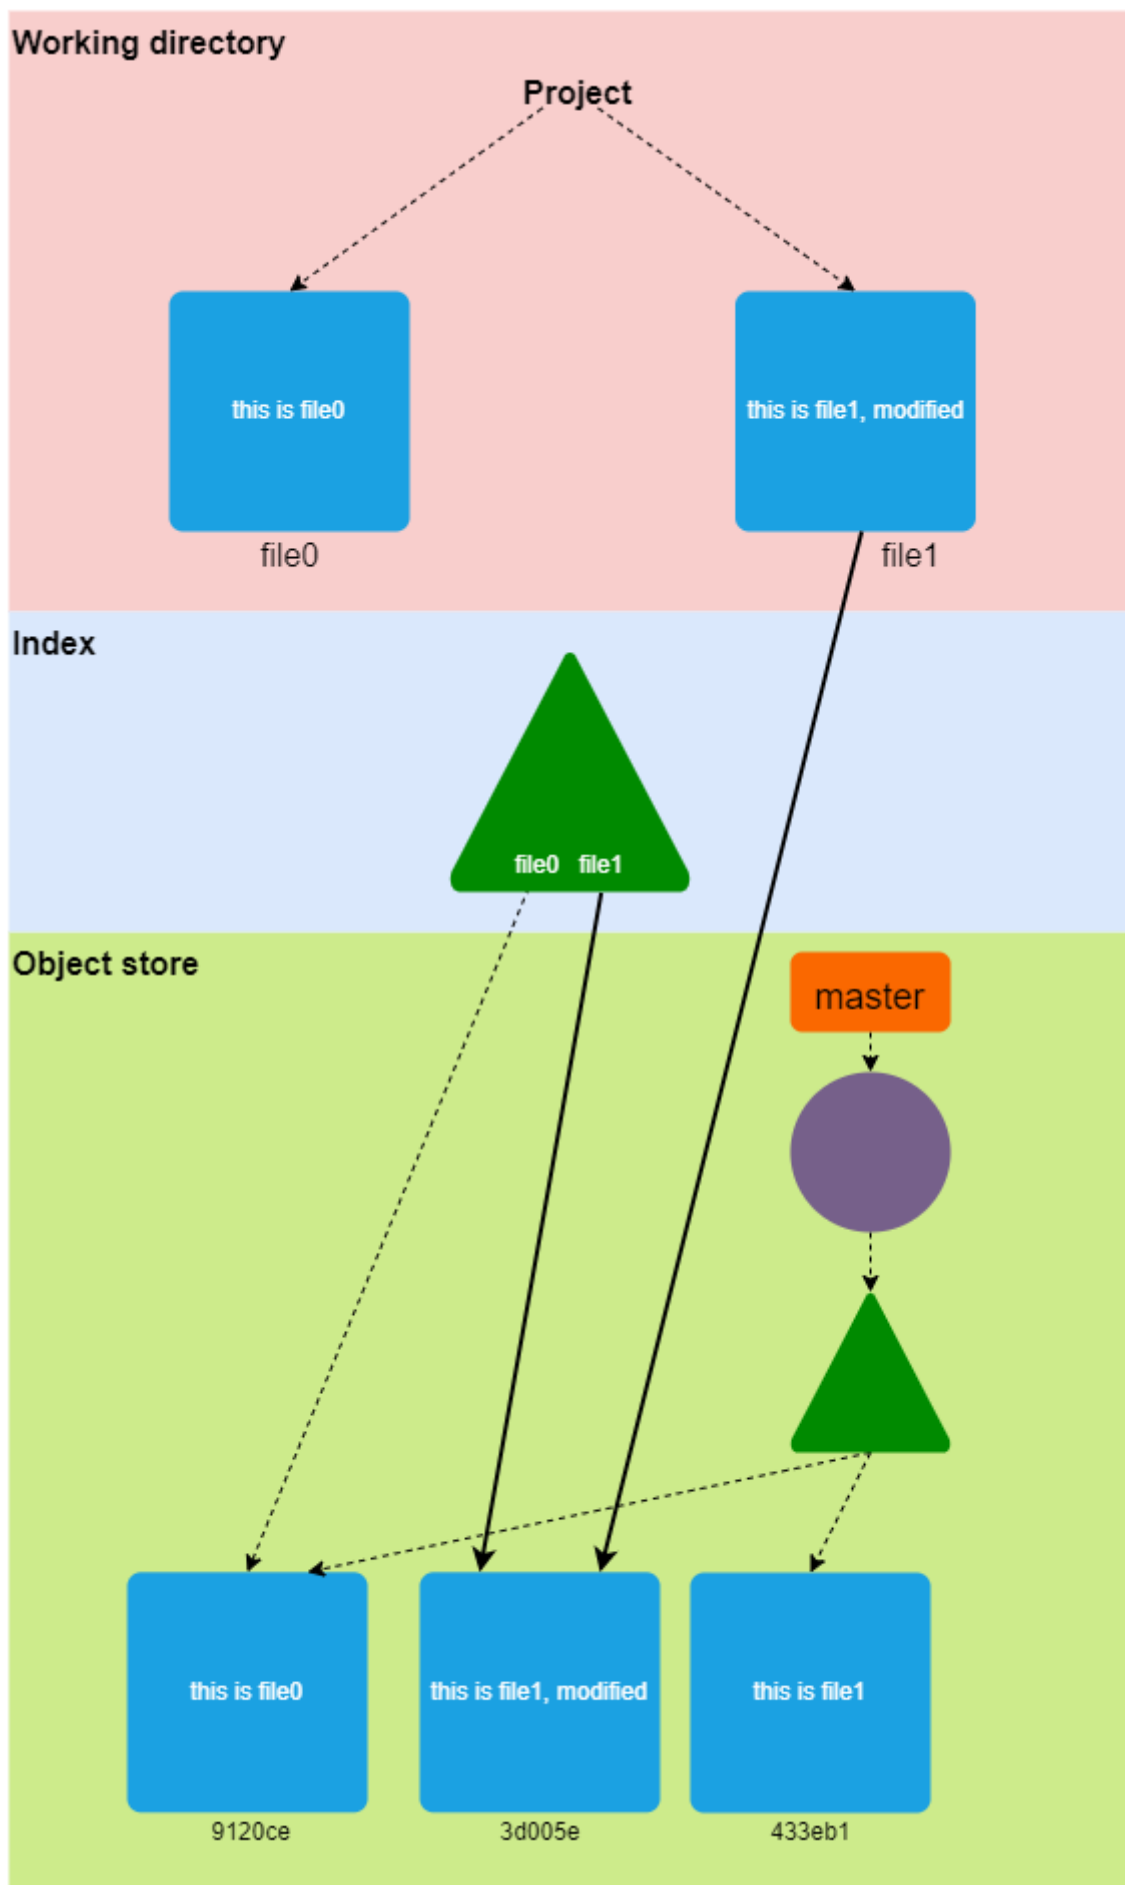 Working directory
Project
this is file0
this is file1, modified
file0
file1
Index
file0 file1
Object store
master
this is file0
this is file1, modified
this is file1
9120ce
3d005e
433eb1